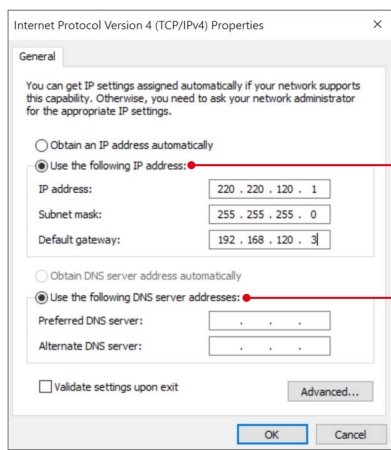 Internet Protocol Version 4 (TCP/IPv4) Properties
General
You can get IP settings assigned automatically if your network supports
this capability. Otherwise, you need to ask your network administrator
for the appropriate IP settings.
Obtain an IP address automatically
Use the following IP address:
IP address: 220 . 220 . 120 . 1
Subnet mask: 255 . 255 . 255 . 0
Default gateway: 192 . 168 . 120 . 3
Obtain DNS server address automatically
Use the following DNS server addresses:
Preferred DNS server: . . .
Alternate DNS server: . . .
Validate settings upon exit
Advanced...
OK Cancel